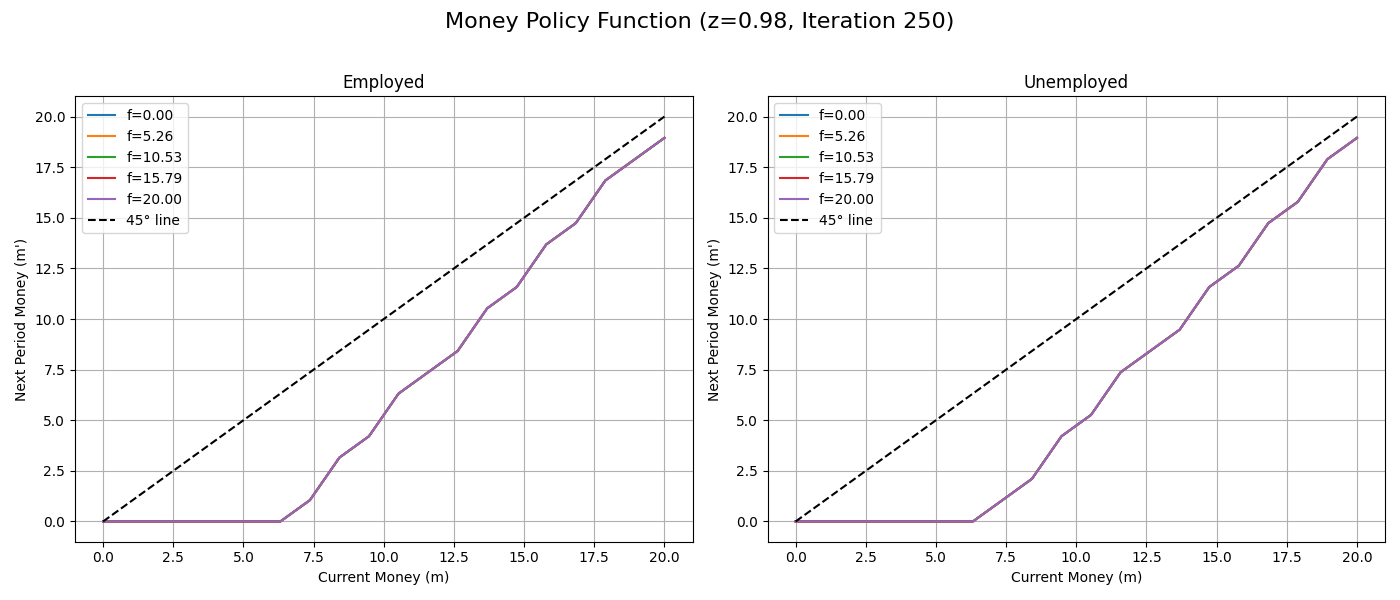 Money Policy Function (z=0.98, Iteration 250)
Employed
f=0.00
f=5.26
f=10.53
f=15.79
f=20.00
45° line
20.0
17.5
15.0
12.5
10.0
7.5
5.0
2.5
0.0
Next Period Money (m')
0.0 2.5 5.0 7.5 10.0 12.5 15.0 17.5 20.0
Current Money (m)
Unemployed
f=0.00
f=5.26
f=10.53
f=15.79
f=20.00
45° line
20.0
17.5
15.0
12.5
10.0
7.5
5.0
2.5
0.0
Next Period Money (m')
0.0 2.5 5.0 7.5 10.0 12.5 15.0 17.5 20.0
Current Money (m)